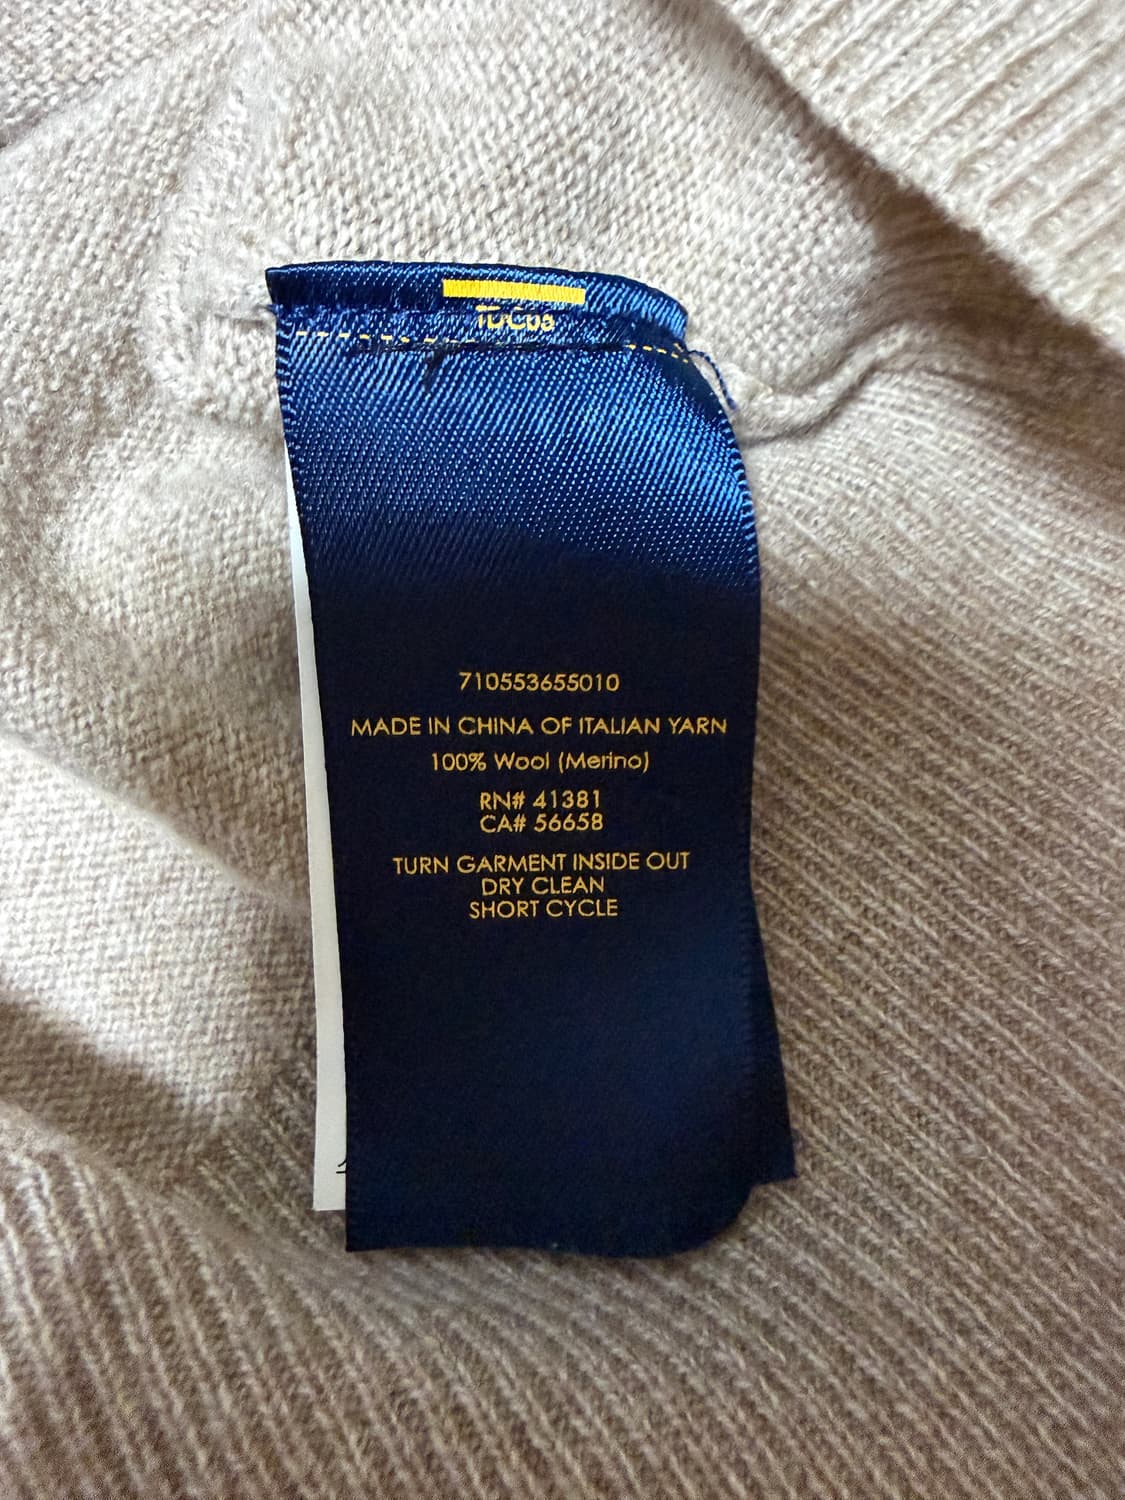 710553655010
MADE IN CHINA OF ITALIAN YARN
100% Wool (Merino)
RN# 41381
CA# 56658
TURN GARMENT INSIDE OUT
DRY CLEAN
SHORT CYCLE